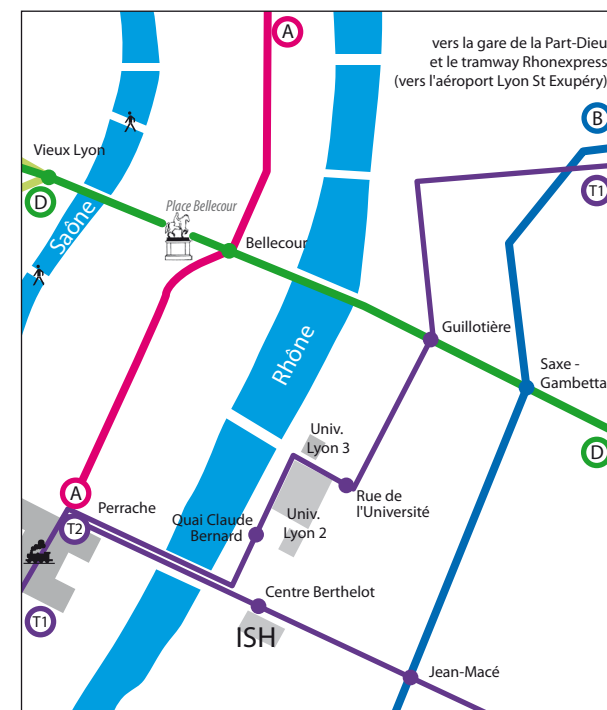 A
vers la gare de la Part-Dieu
et le tramway Rhonexpress
(vers l'aéroport Lyon St Exupéry)
B
Vieux Lyon
T1
D
Place Bellecour
Saône
Bellecour
Guillotière
Rhône
Saxe -
Gambetta
Univ.
Lyon 3
D
A
Perrache
Rue de
l'Université
T2
Quai Claude
Bernard
Univ.
Lyon 2
Centre Berthelot
T1
ISH
Jean-Macé